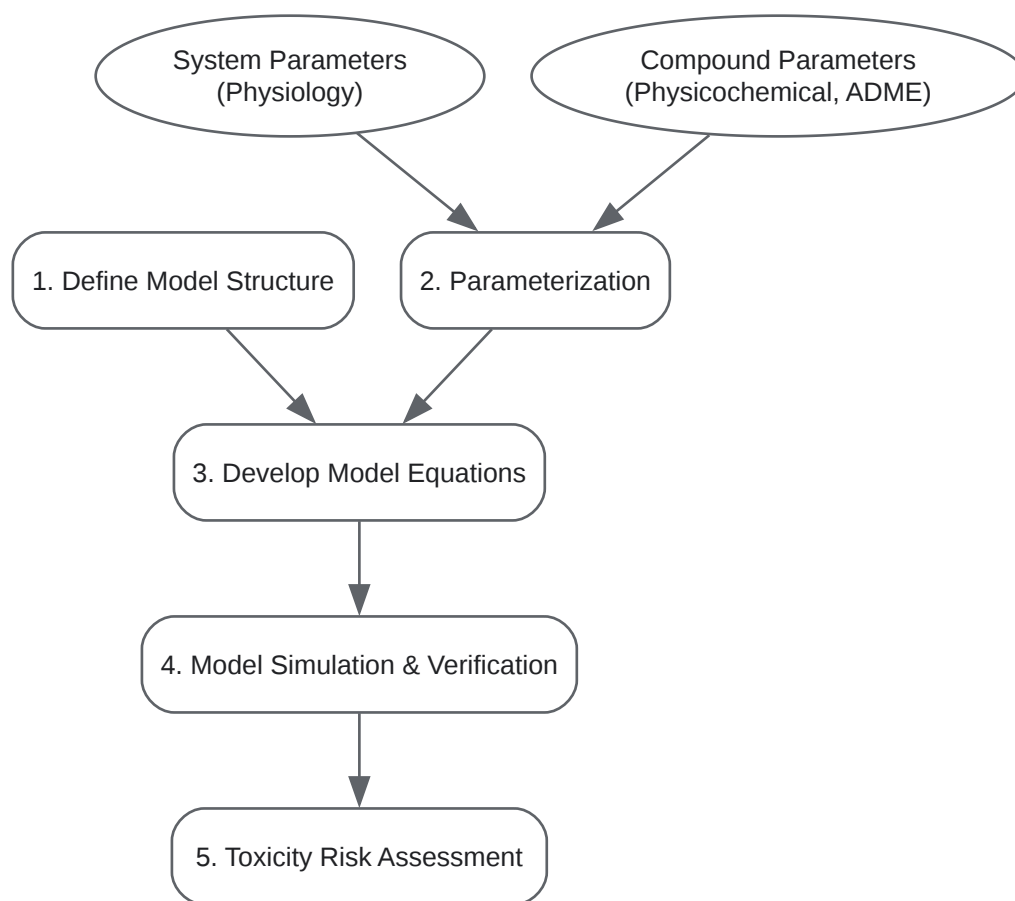 System Parameters
(Physiology)
Compound Parameters
(Physicochemical, ADME)
1. Define Model Structure
2. Parameterization
3. Develop Model Equations
4. Model Simulation & Verification
5. Toxicity Risk Assessment